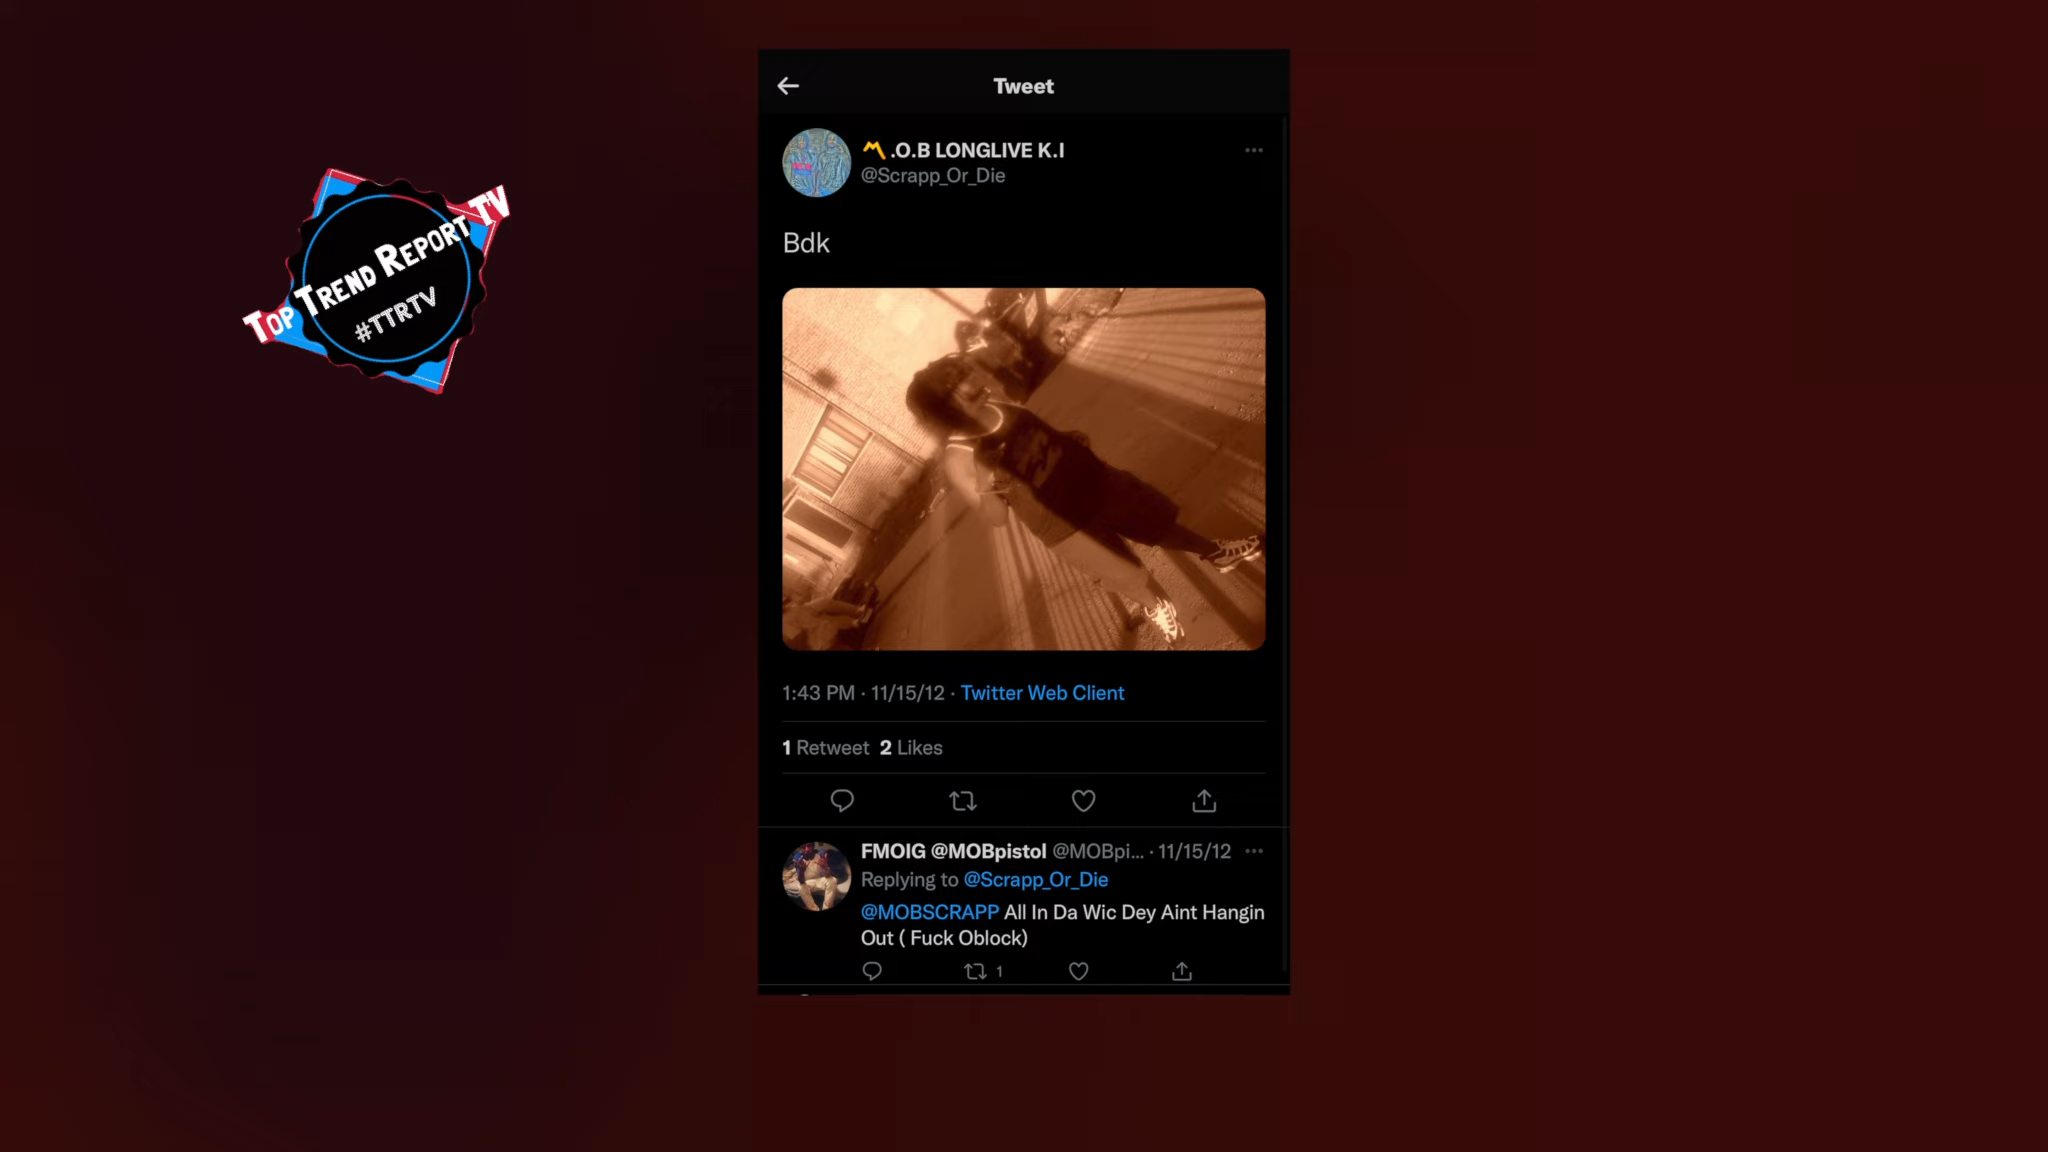 Top Trend Report TV
#TTRTV
Tweet
.O.B LONGLIVE K.I
@Scrapp_Or_Die
Bdk
1:43 PM · 11/15/12 · Twitter Web Client
1 Retweet 2 Likes
FMOIG @MOBpistol @MOBpi... · 11/15/12
Replying to @Scrapp_Or_Die
@MOBSCRAPP All In Da Wic Dey Aint Hangin
Out ( Fuck Oblock)
1